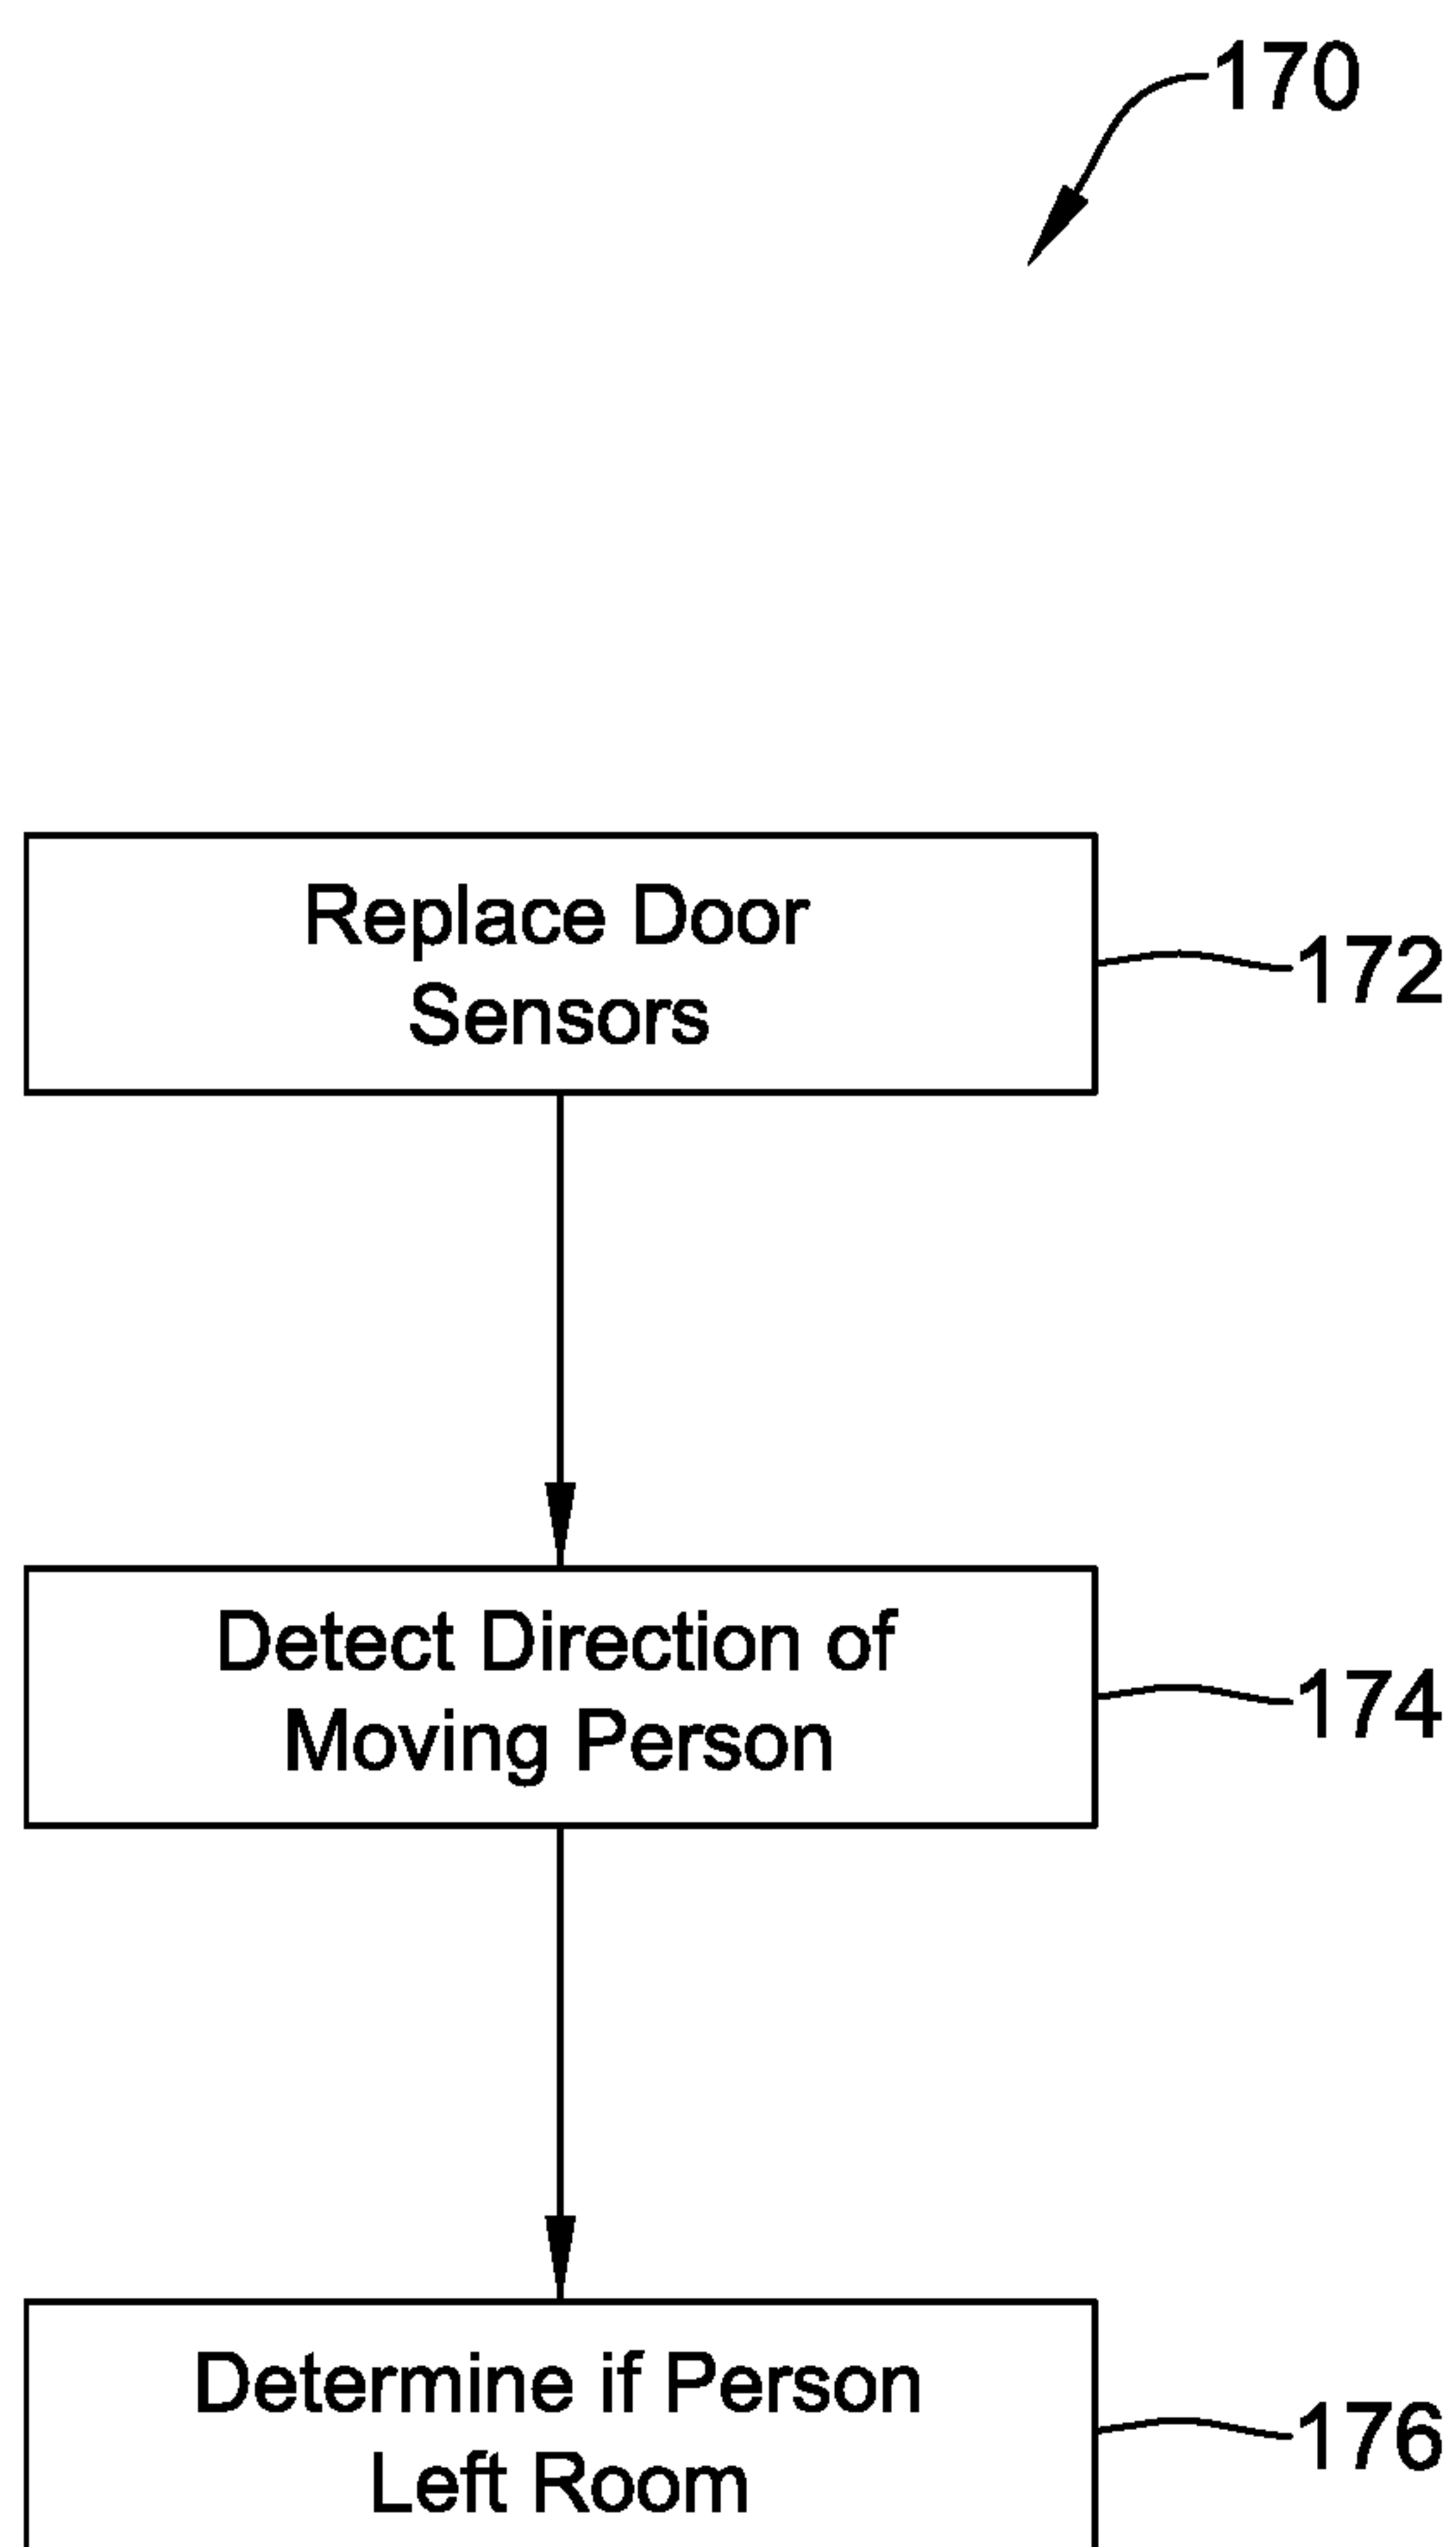 170
Replace Door
Sensors
172
Detect Direction of
Moving Person
174
Determine if Person
Left Room
176